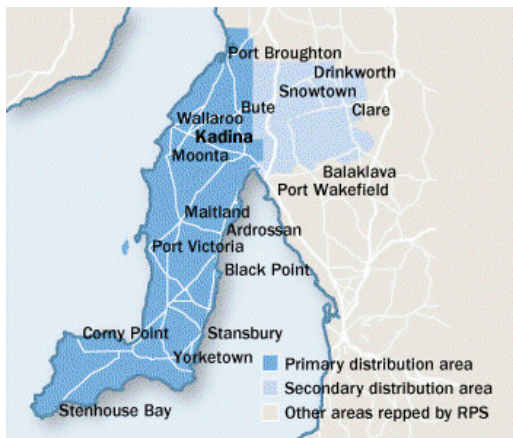 Port Broughton
Drinkworth
Snowtown
Bute
Clare
Wallaroo
Kadina
Moonta
Balaklava
Port Wakefield
Maitland
Ardrossan
Port Victoria
Black Point
Corny Point
Stansbury
Yorketown
Primary distribution area
Secondary distribution area
Stenhouse Bay
Other areas repped by RPS